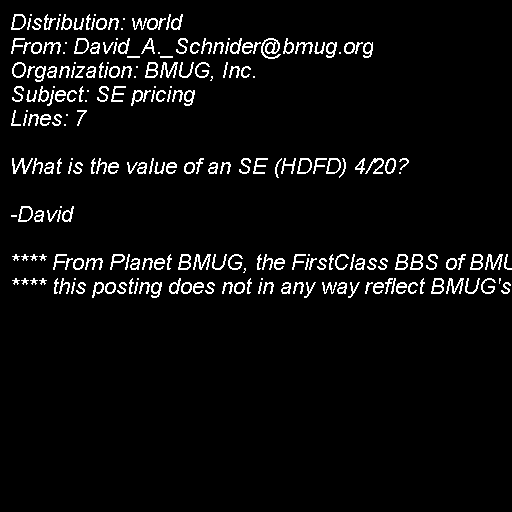 Distribution: world
From: David_A._Schnider@bmug.org
Organization: BMUG, Inc.
Subject: SE pricing
Lines: 7

What is the value of an SE (HDFD) 4/20?

-David

**** From Planet BMUG, the FirstClass BBS of BMU
**** this posting does not in any way reflect BMUG's